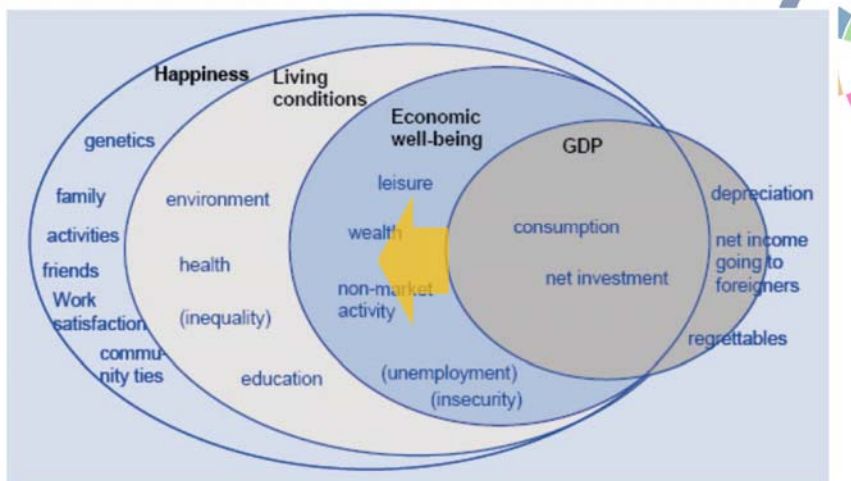 Happiness
Living
conditions
Economic
well-being
GDP
genetics
family
activities
friends
Work
satisfaction
commu-
nity ties
environment
health
(inequality)
education
leisure
wealth
non-market
activity
(unemployment)
(insecurity)
consumption
net investment
depreciation
net income
going to
foreigners
regrettables